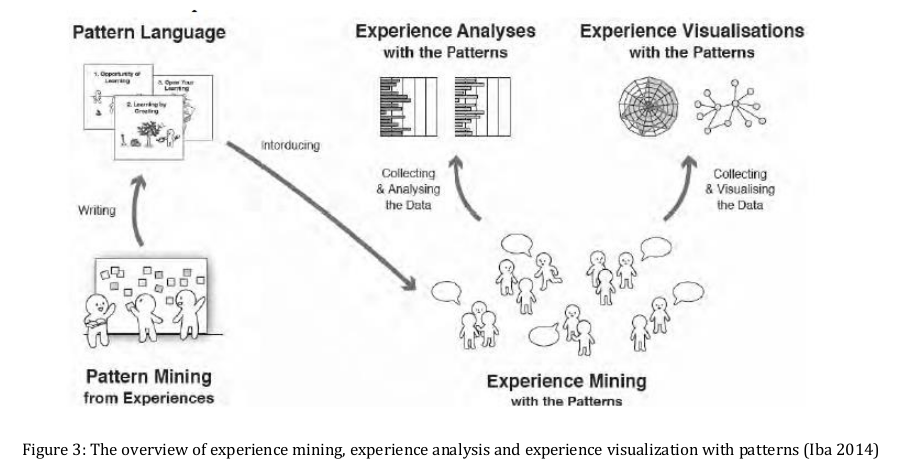 Pattern Language
Experience Analyses
with the Patterns
Experience Visualisations
with the Patterns
1. Opportunity of
Learning
3. Open Your
Learning
2. Learning by
Creating
Writing
Intorducing
Collecting
& Analysing
the Data
Collecting
& Visualising
the Data
Pattern Mining
from Experiences
Experience Mining
with the Patterns
Figure 3: The overview of experience mining, experience analysis and experience visualization with patterns (Iba 2014)